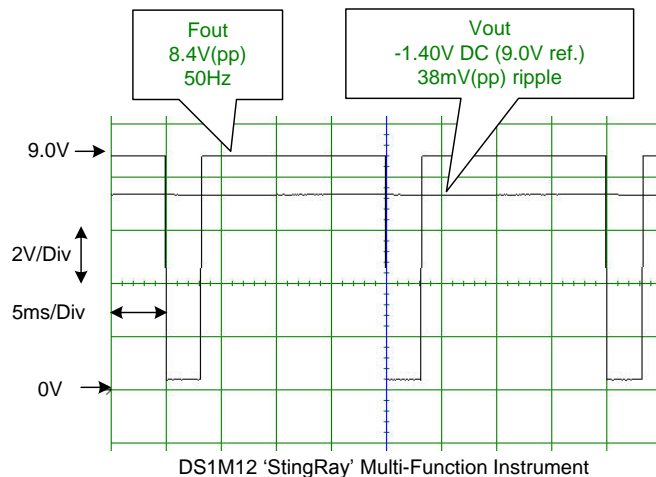 Fout
8.4V(pp)
50Hz
Vout
-1.40V DC (9.0V ref.)
38mV(pp) ripple
9.0V
2V/Div
5ms/Div
0V
DS1M12 ‘StingRay’ Multi-Function Instrument